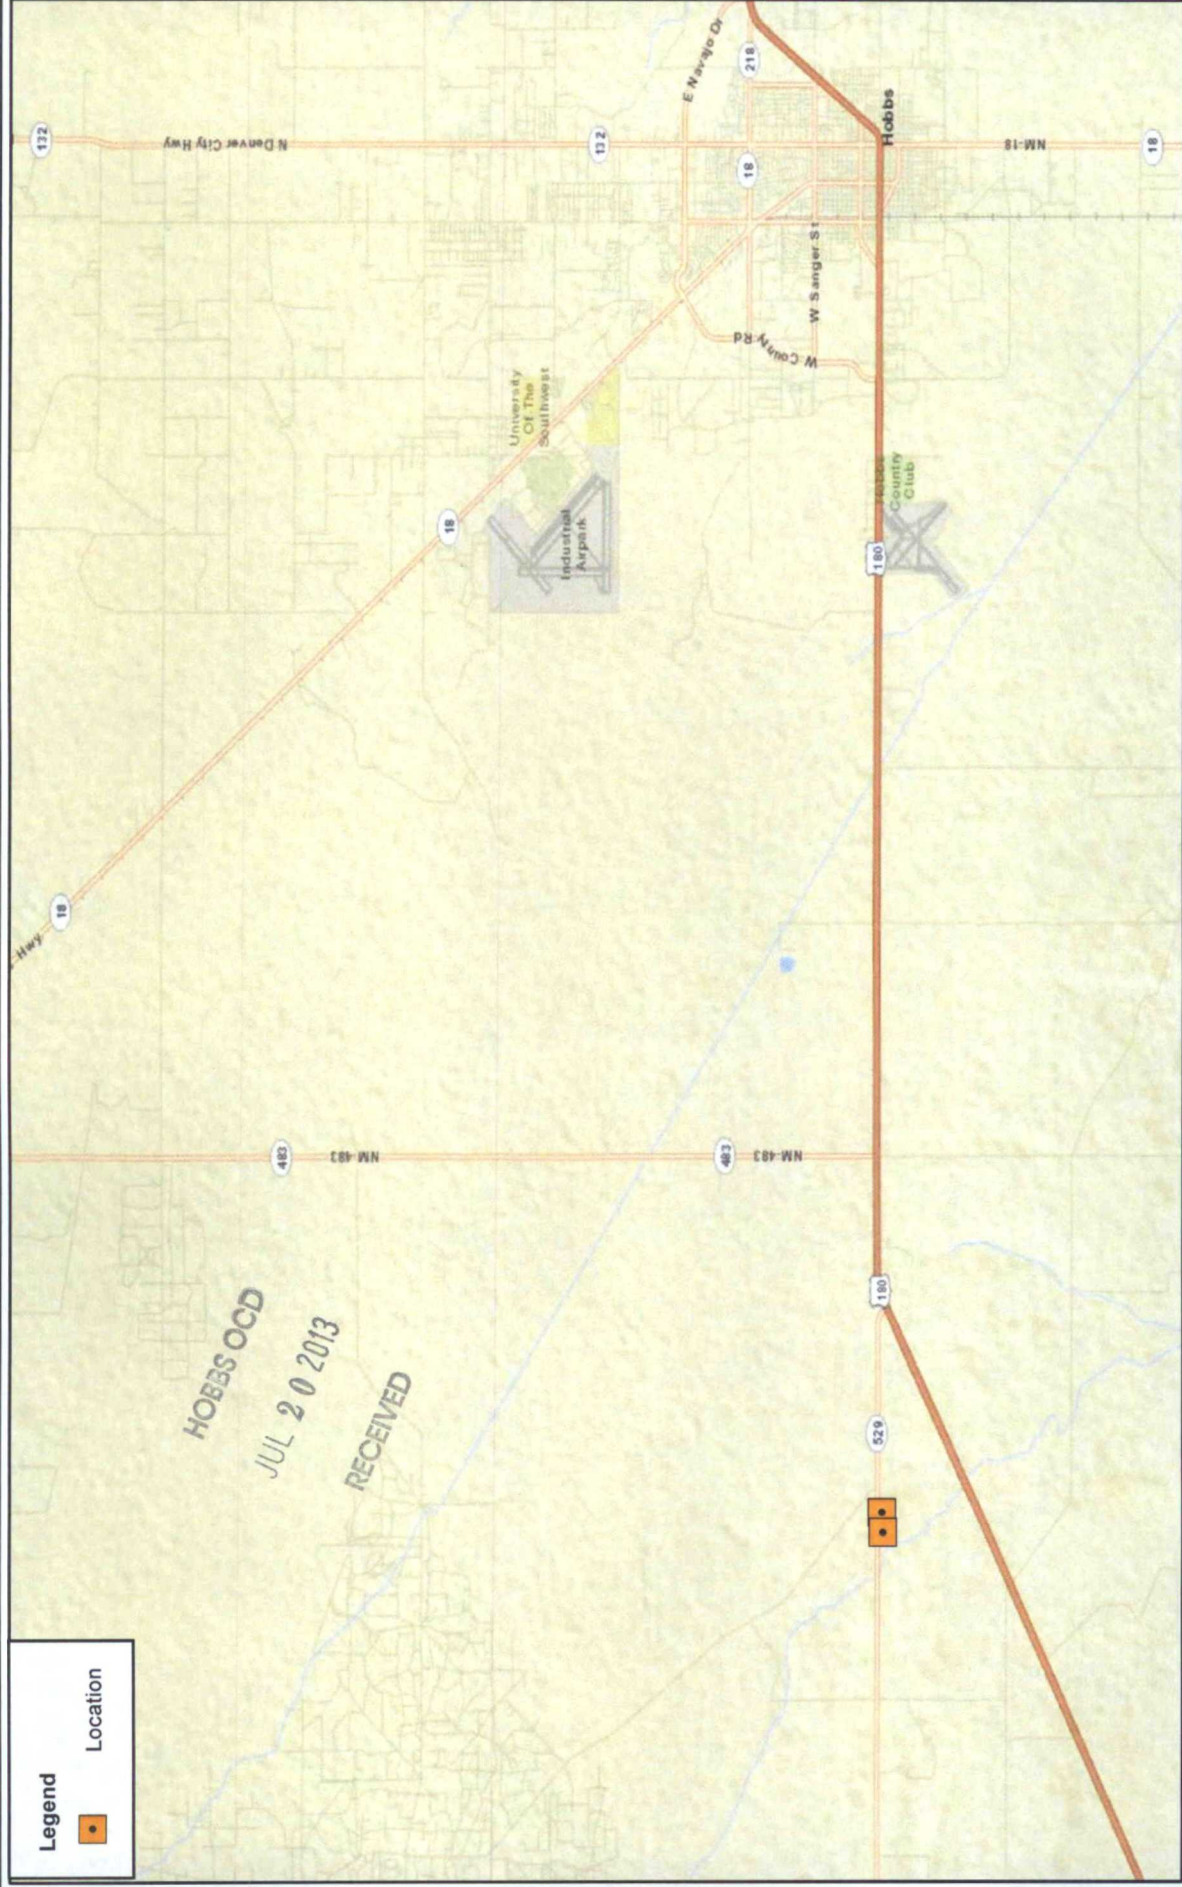 Legend
Location
HOBBS OCD
JUL 20 2013
RECEIVED
Hwy
18
18
483
NM 483
483
NM-483
529
180
180
132
N Denver City Hwy
132
University
Of The
Southwest
Industrial
Airpark
E Navajo Dr
218
18
W County Rd
W Sanger St
Hobbs
Hobbs
Country
Club
NM-18
18